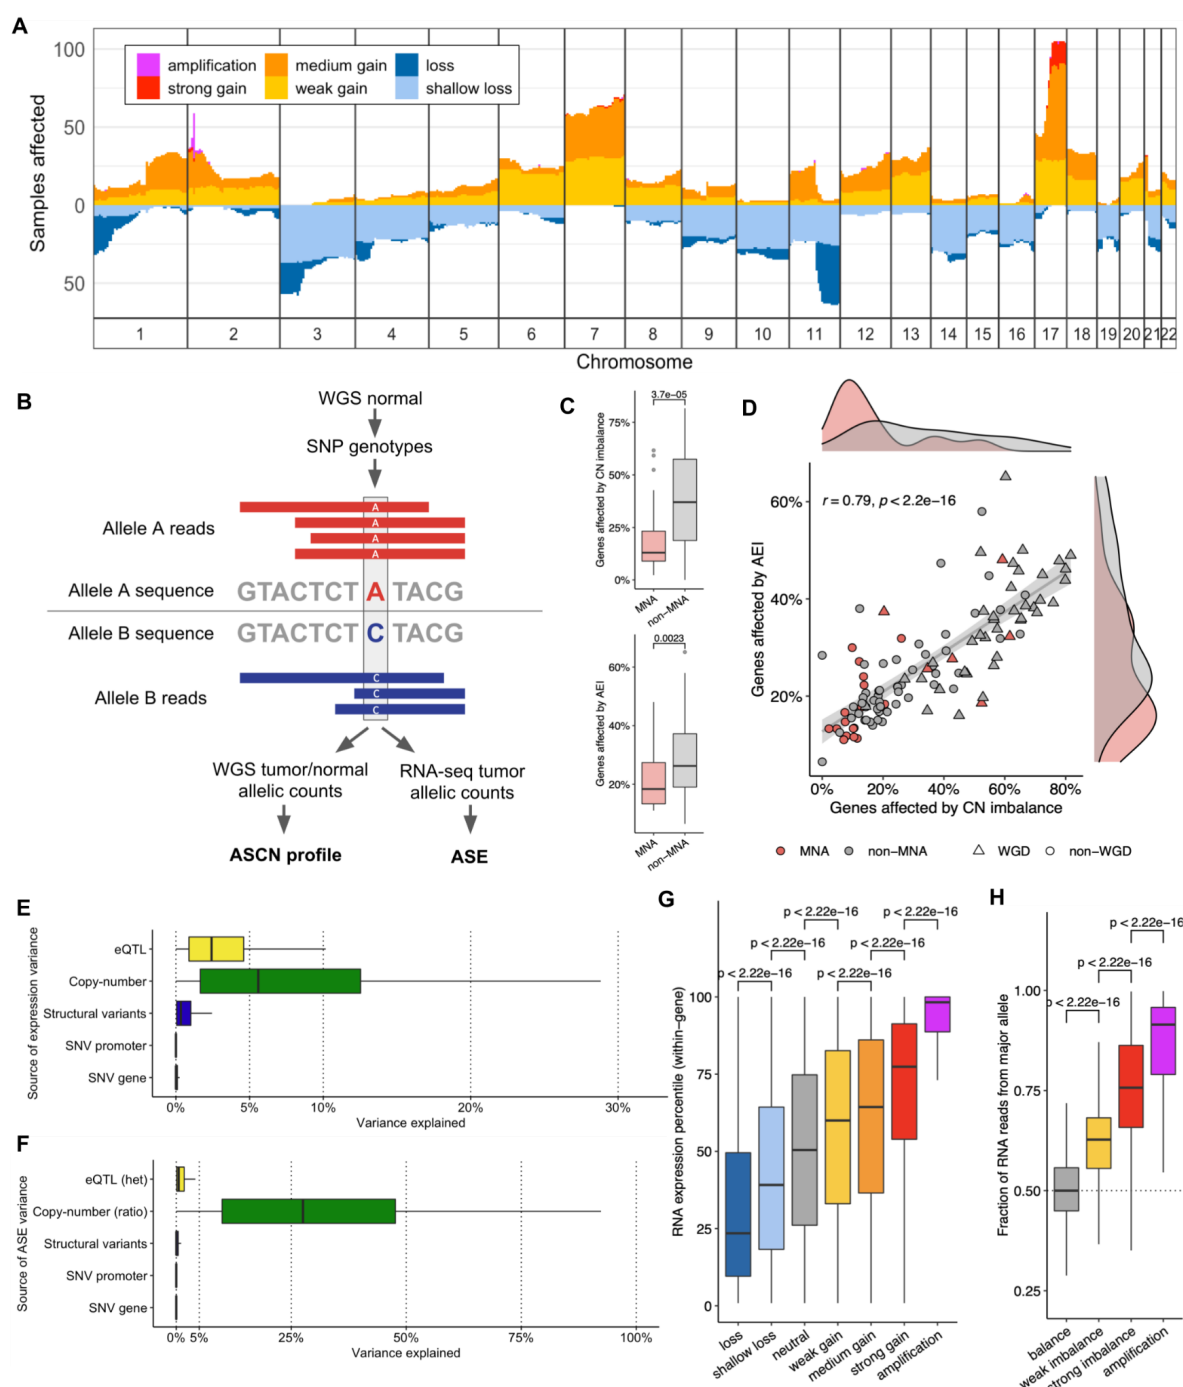 A
amplification
medium gain
loss
strong gain
weak gain
shallow loss
Samples affected
100
50
0
50
1 2 3 4 5 6 7 8 9 10 11 12 13 14 15 16 17 18 19 20 21 22
Chromosome
B
WGS normal
SNP genotypes
Allele A reads
A
A
A
A
Allele A sequence
GTACTCT A TACG
Allele B sequence
GTACTCT C TACG
Allele B reads
C
C
C
WGS tumor/normal
allelic counts
RNA-seq tumor
allelic counts
ASCN profile
ASE
C
3.7e-05
Genes affected by CN imbalance
75%
50%
25%
0%
MNA
non-MNA
0.0023
Genes affected by AEI
60%
40%
20%
MNA
non-MNA
D
r = 0.79, p < 2.2e-16
Genes affected by AEI
60%
40%
20%
0% 20% 40% 60% 80%
Genes affected by CN imbalance
MNA non-MNA WGD non-WGD
E
Source of expression variance
eQTL
Copy-number
Structural variants
SNV promoter
SNV gene
0% 5% 10% 20% 30%
Variance explained
F
Source of ASE variance
eQTL (het)
Copy-number (ratio)
Structural variants
SNV promoter
SNV gene
0% 5% 25% 50% 75% 100%
Variance explained
G
p < 2.22e-16
p < 2.22e-16
p < 2.22e-16
p < 2.22e-16
p < 2.22e-16
p < 2.22e-16
RNA expression percentile (within-gene)
100
75
50
25
0
loss
shallow loss
neutral
weak gain
medium gain
strong gain
amplification
H
p < 2.22e-16
p < 2.22e-16
p < 2.22e-16
Fraction of RNA reads from major allele
1.00
0.75
0.50
0.25
balance
weak imbalance
strong imbalance
amplification